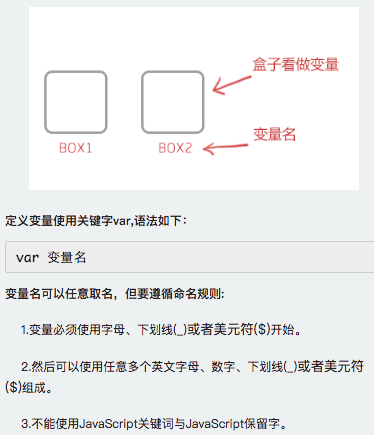 盒子看做变量
BOX1
BOX2
变量名
定义变量使用关键字var,语法如下：
var 变量名
变量名可以任意取名，但要遵循命名规则:
1.变量必须使用字母、下划线(_)或者美元符($)开始。
2.然后可以使用任意多个英文字母、数字、下划线(_)或者美元符
($)组成。
3.不能使用JavaScript关键词与JavaScript保留字。